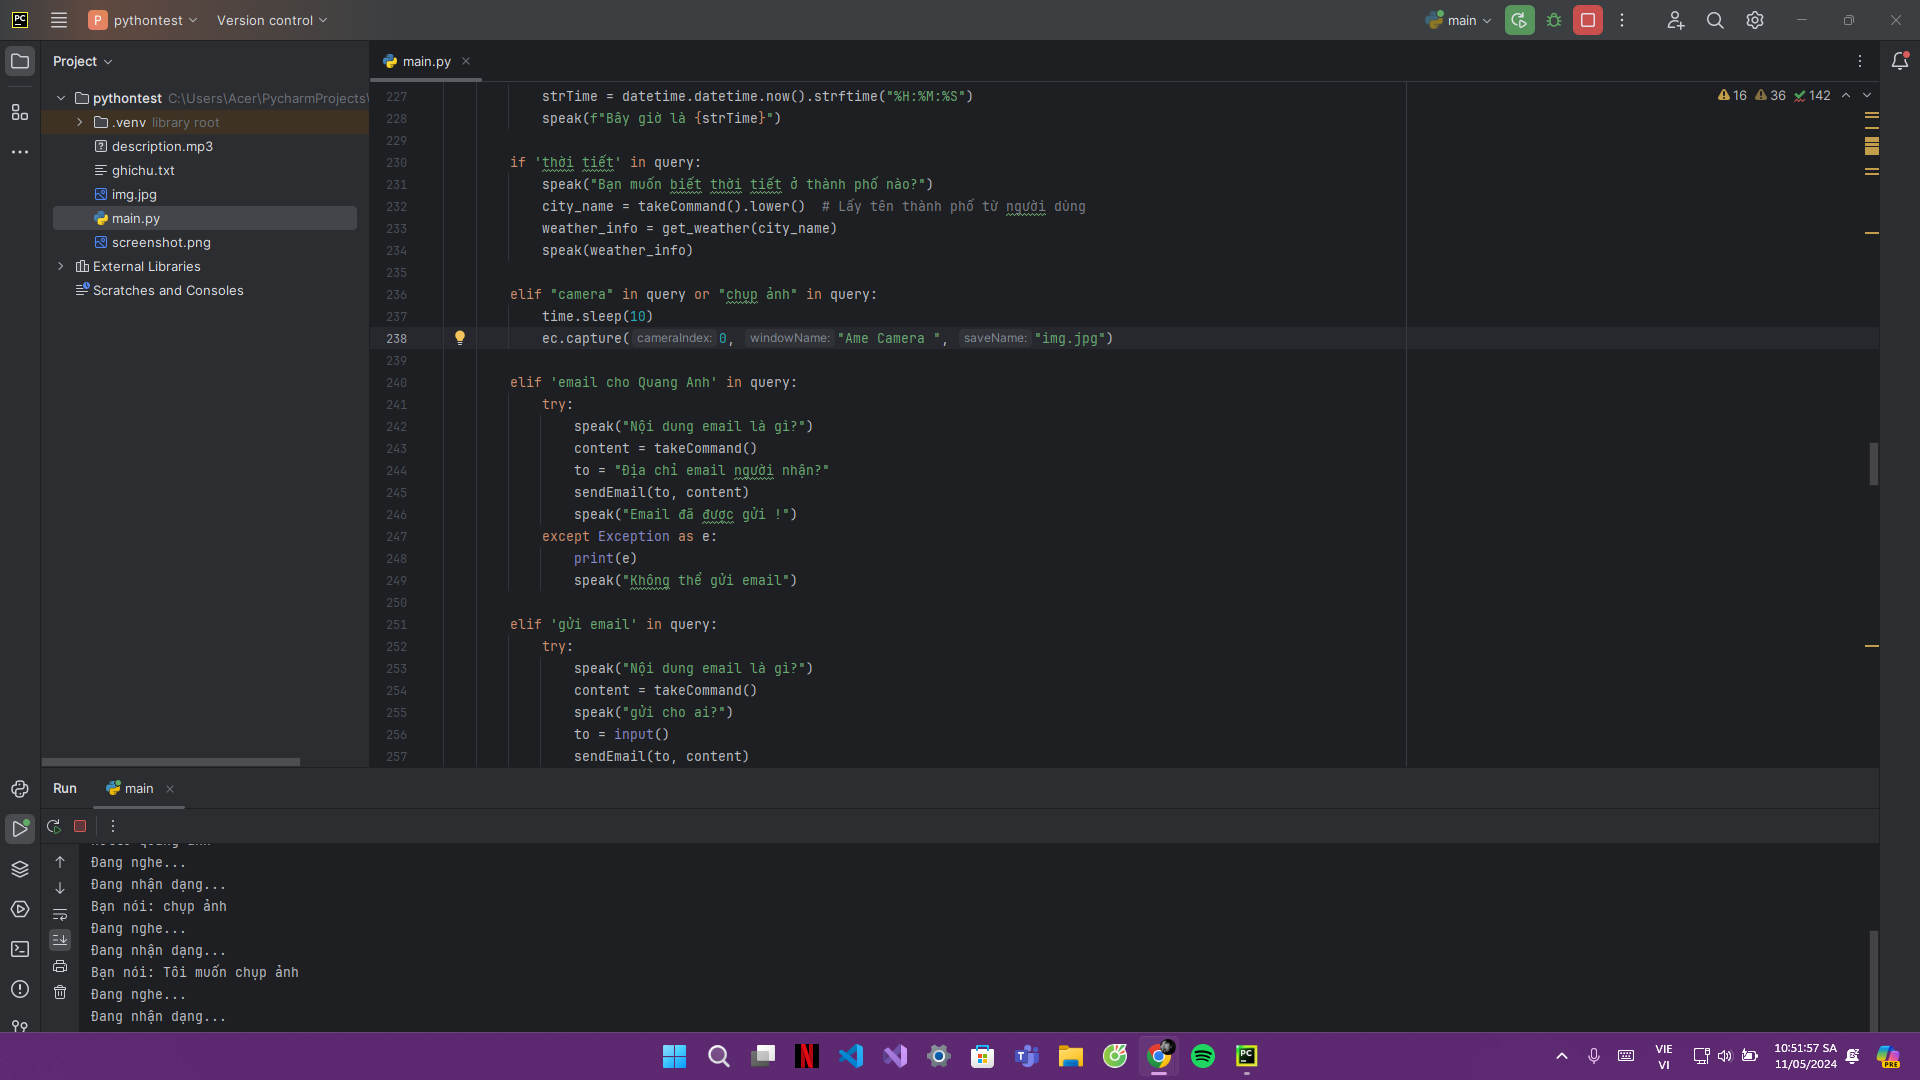 PC
P pythontest
Version control
main
Project
main.py
pythontest C:\Users\Acer\PycharmProjects\
.venv library root
description.mp3
ghichu.txt
img.jpg
main.py
screenshot.png
External Libraries
Scratches and Consoles
16 36 142
227 strTime = datetime.datetime.now().strftime("%H:%M:%S")
228 speak(f"Bây giờ là {strTime}")
229
230 if 'thời tiết' in query:
231 speak("Bạn muốn biết thời tiết ở thành phố nào?")
232 city_name = takeCommand().lower() # Lấy tên thành phố từ người dùng
233 weather_info = get_weather(city_name)
234 speak(weather_info)
235
236 elif "camera" in query or "chụp ảnh" in query:
237 time.sleep(10)
238 ec.capture( cameraIndex: 0, windowName: "Ame Camera ", saveName: "img.jpg")
239
240 elif 'email cho Quang Anh' in query:
241 try:
242 speak("Nội dung email là gì?")
243 content = takeCommand()
244 to = "Địa chỉ email người nhận?"
245 sendEmail(to, content)
246 speak("Email đã được gửi !")
247 except Exception as e:
248 print(e)
249 speak("Không thể gửi email")
250
251 elif 'gửi email' in query:
252 try:
253 speak("Nội dung email là gì?")
254 content = takeCommand()
255 speak("gửi cho ai?")
256 to = input()
257 sendEmail(to, content)
Run
main
Đang nghe...
Đang nhận dạng...
Bạn nói: chụp ảnh
Đang nghe...
Đang nhận dạng...
Bạn nói: Tôi muốn chụp ảnh
Đang nghe...
Đang nhận dạng...
VIE
VI
10:51:57 SA
11/05/2024
PRE